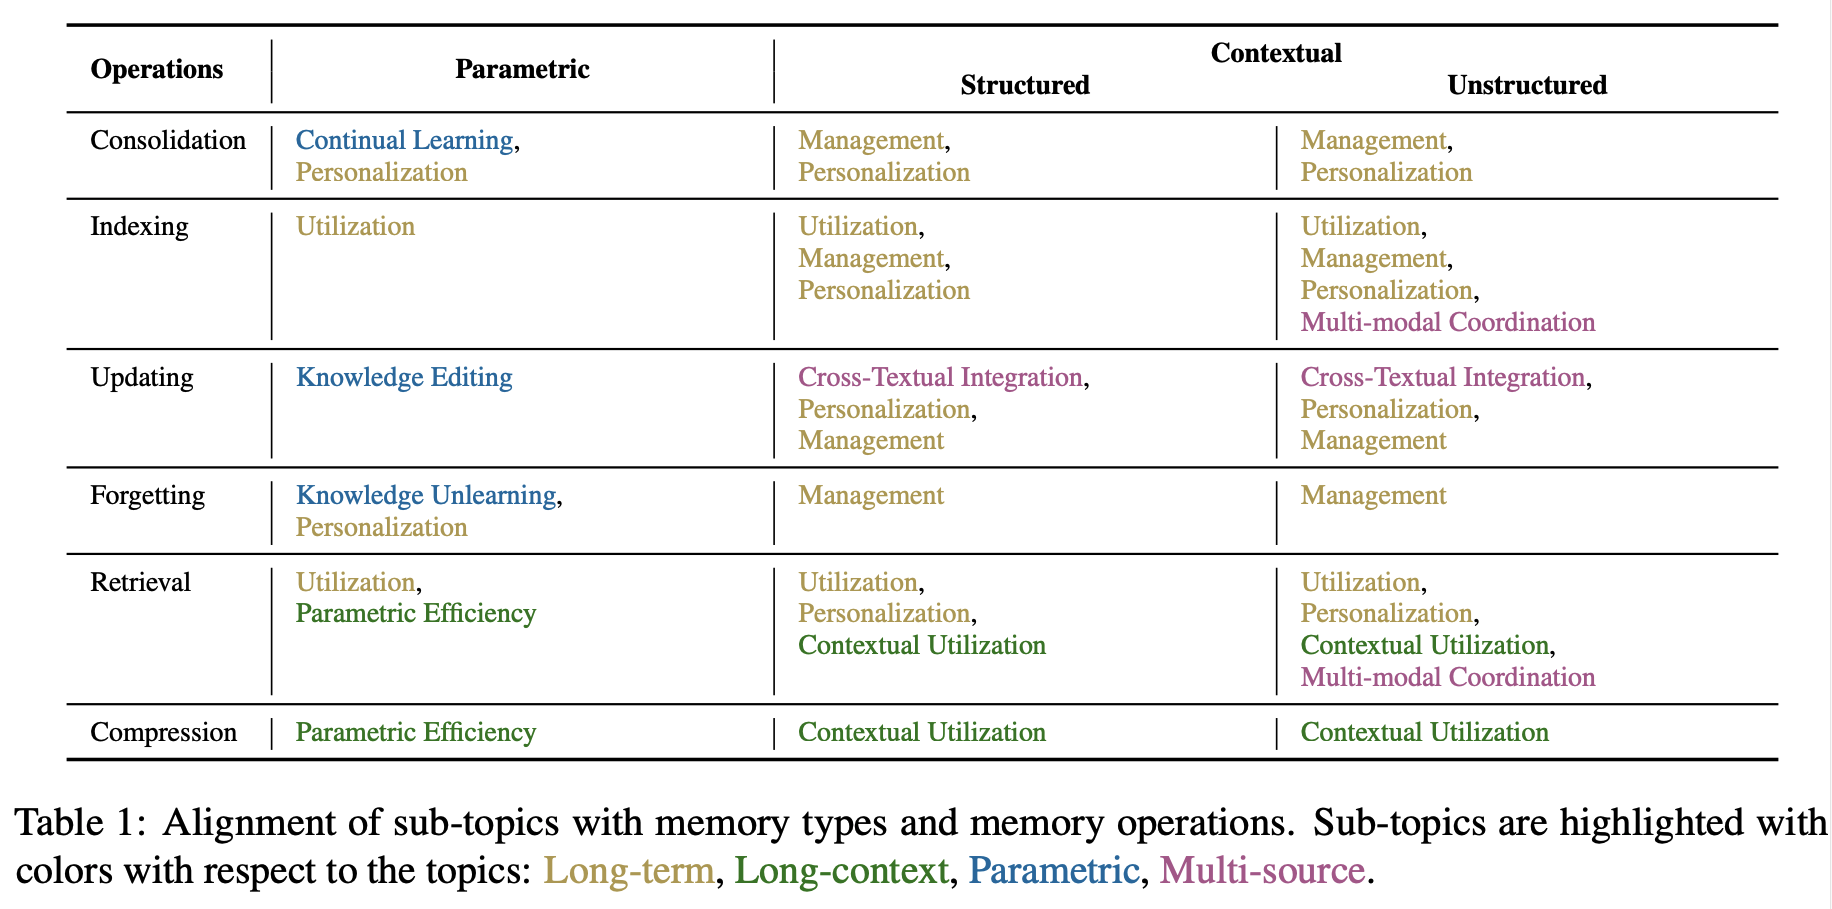 Operations Parametric Contextual
Structured Unstructured
Consolidation Continual Learning, Management, Management,
Personalization Personalization Personalization
Indexing Utilization Utilization, Utilization,
Management, Management,
Personalization Personalization,
Multi-modal Coordination
Updating Knowledge Editing Cross-Textual Integration, Cross-Textual Integration,
Personalization, Personalization,
Management Management
Forgetting Knowledge Unlearning, Management Management
Personalization
Retrieval Utilization, Utilization, Utilization,
Parametric Efficiency Personalization, Personalization,
Contextual Utilization Contextual Utilization,
Multi-modal Coordination
Compression Parametric Efficiency Contextual Utilization Contextual Utilization
Table 1: Alignment of sub-topics with memory types and memory operations. Sub-topics are highlighted with
colors with respect to the topics: Long-term, Long-context, Parametric, Multi-source.